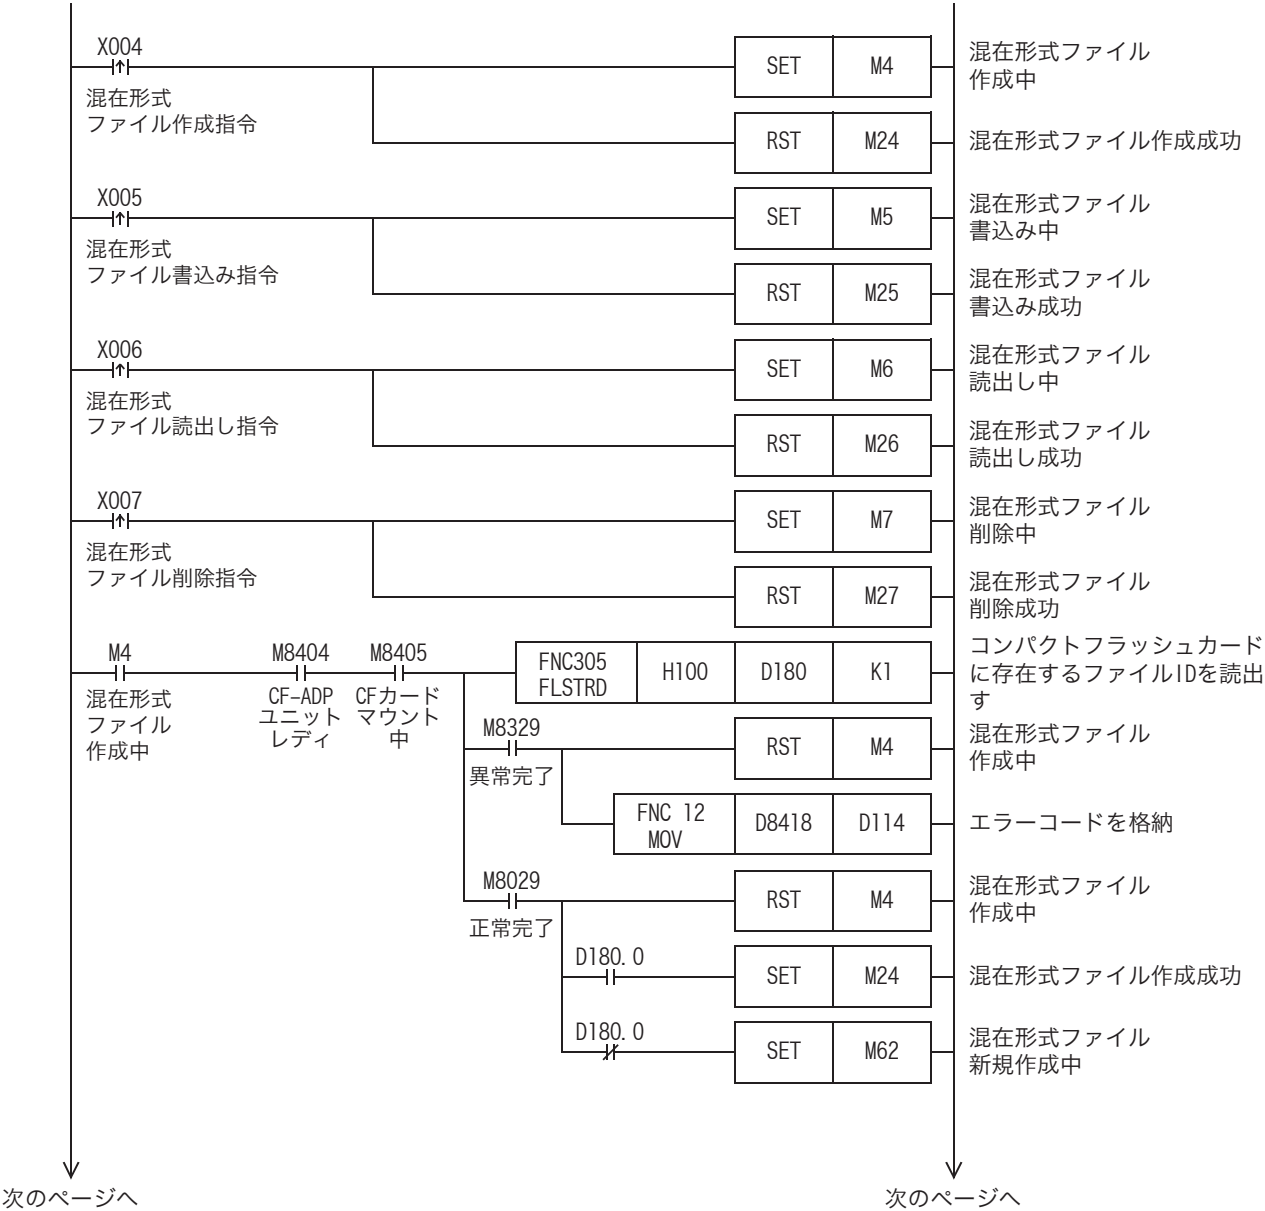 X004
混在形式
ファイル作成指令
SET M4
混在形式ファイル
作成中
RST M24
混在形式ファイル作成成功
X005
混在形式
ファイル書込み指令
SET M5
混在形式ファイル
書込み中
RST M25
混在形式ファイル
書込み成功
X006
混在形式
ファイル読出し指令
SET M6
混在形式ファイル
読出し中
RST M26
混在形式ファイル
読出し成功
X007
混在形式
ファイル削除指令
SET M7
混在形式ファイル
削除中
RST M27
混在形式ファイル
削除成功
M4
混在形式
ファイル
作成中
M8404
CF-ADP
ユニット
レディ
M8405
CFカード
マウント
中
FNC305
FLSTRD
H100 D180 K1
コンパクトフラッシュカード
に存在するファイルIDを読出
す
M8329
異常完了
RST M4
混在形式ファイル
作成中
FNC 12
MOV
D8418 D114
エラーコードを格納
M8029
正常完了
RST M4
混在形式ファイル
作成中
D180.0
SET M24
混在形式ファイル作成成功
D180.0
SET M62
混在形式ファイル
新規作成中
次のページへ
次のページへ